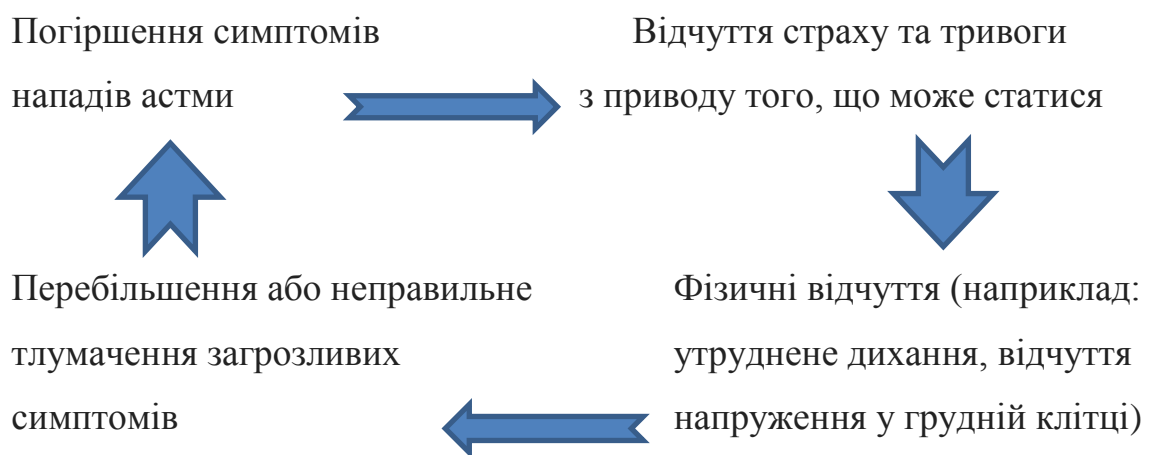 Погіршення симптомів
нападів астми
Відчуття страху та тривоги
з приводу того, що може статися
Фізичні відчуття (наприклад:
утруднене дихання, відчуття
напруження у грудній клітці)
Перебільшення або неправильне
тлумачення загрозливих
симптомів